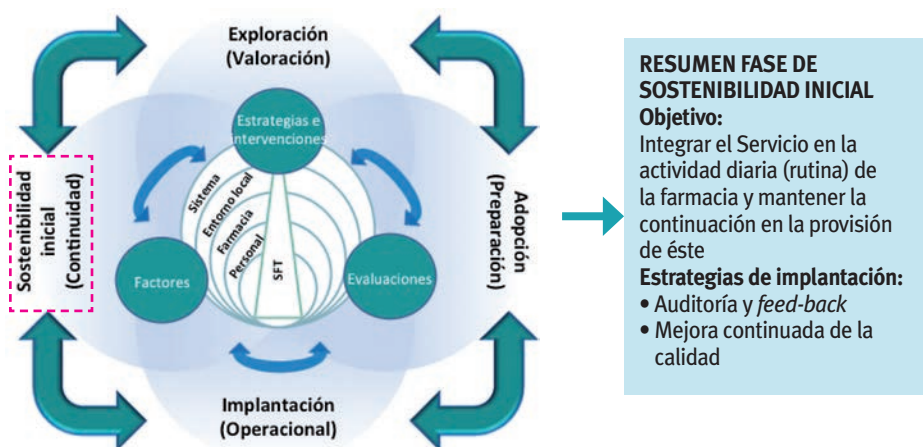 Exploración
(Valoración)
Estrategias e
intervenciones
Sistema
Entorno local
Farmacia
Personal
SFT
Factores
Evaluaciones
Sostenibilidad
inicial
(Continuidad)
Adopción
(Preparación)
Implantación
(Operacional)
RESUMEN FASE DE
SOSTENIBILIDAD INICIAL
Objetivo:
Integrar el Servicio en la
actividad diaria (rutina) de
la farmacia y mantener la
continuación en la provisión
de éste
Estrategias de implantación:
• Auditoría y feed-back
• Mejora continuada de la
calidad